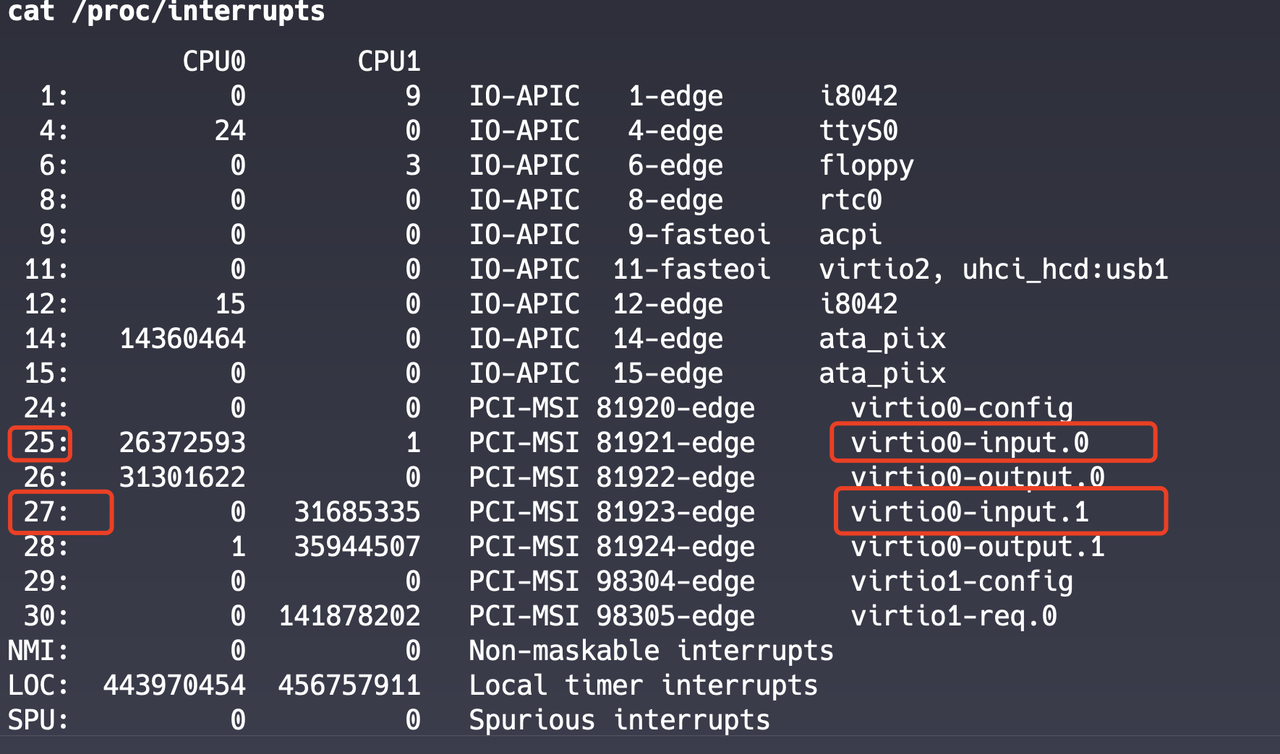 cat /proc/interrupts
CPU0 CPU1
1: 0 9 IO-APIC 1-edge i8042
4: 24 0 IO-APIC 4-edge ttyS0
6: 0 3 IO-APIC 6-edge floppy
8: 0 0 IO-APIC 8-edge rtc0
9: 0 0 IO-APIC 9-fasteoi acpi
11: 0 0 IO-APIC 11-fasteoi virtio2, uhci_hcd:usb1
12: 15 0 IO-APIC 12-edge i8042
14: 14360464 0 IO-APIC 14-edge ata_piix
15: 0 0 IO-APIC 15-edge ata_piix
24: 0 0 PCI-MSI 81920-edge virtio0-config
25: 26372593 1 PCI-MSI 81921-edge virtio0-input.0
26: 31301622 0 PCI-MSI 81922-edge virtio0-output.0
27: 0 31685335 PCI-MSI 81923-edge virtio0-input.1
28: 1 35944507 PCI-MSI 81924-edge virtio0-output.1
29: 0 0 PCI-MSI 98304-edge virtio1-config
30: 0 141878202 PCI-MSI 98305-edge virtio1-req.0
NMI: 0 0 Non-maskable interrupts
LOC: 443970454 456757911 Local timer interrupts
SPU: 0 0 Spurious interrupts